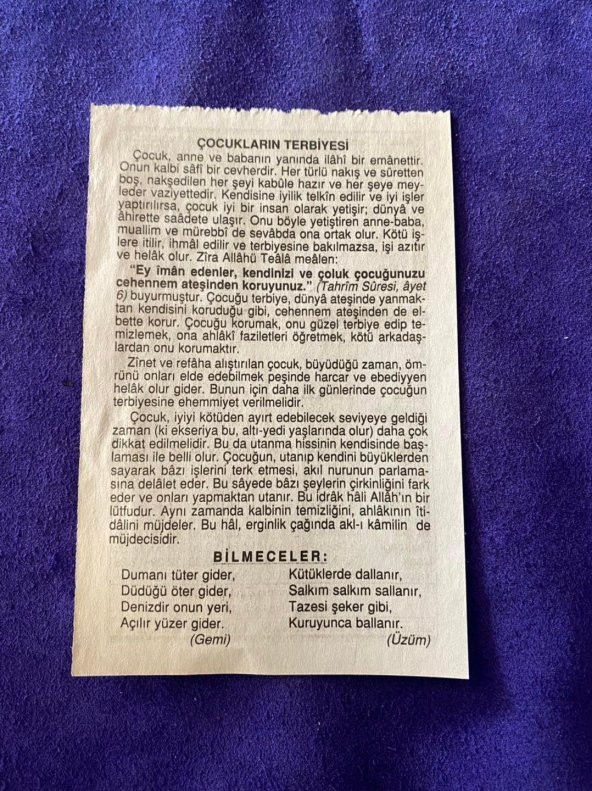 ÇOCUKLARIN TERBİYESİ
Çocuk, anne ve babanın yanında ilâhî bir emânettir.
Onun kalbi sâfî bir cevherdir. Her türlü nakış ve sûretten
boş, nakşedilen her şeyi kabûle hazır ve her şeye mey-
leder vaziyettedir. Kendisine iyilik telkîn edilir ve iyi işler
yaptırılırsa, çocuk iyi bir insan olarak yetişir; dünya ve
âhirette saâdete ulaşır. Onu böyle yetiştiren anne-baba,
muallim ve mürebbî de sevâbda ona ortak olur. Kötü iş-
lere itilir, ihmâl edilir ve terbiyesine bakılmazsa, işi azıtır
ve helâk olur. Zîra Allâhü Teâlâ meâlen:
“Ey îmân edenler, kendinizi ve çoluk çocuğunuzu
cehennem ateşinden koruyunuz.” (Tahrîm Sûresi, âyet
6) buyurmuştur. Çocuğu terbiye, dünyâ ateşinde yanmak-
tan kendisini koruduğu gibi, cehennem ateşinden de el-
bette korur. Çocuğu korumak, onu güzel terbiye edip te-
mizlemek, ona ahlâkî faziletleri öğretmek, kötü arkadaş-
lardan onu korumaktır.
Zînet ve refâha alıştırılan çocuk, büyüdüğü zaman, öm-
rünü onları elde edebilmek peşinde harcar ve ebediyyen
helâk olur gider. Bunun için daha ilk günlerinde çocuğun
terbiyesine ehemmiyet verilmelidir.
Çocuk, iyiyi kötüden ayırt edebilecek seviyeye geldiği
zaman (ki ekseriya bu, altı-yedi yaşlarında olur) daha çok
dikkat edilmelidir. Bu da utanma hissinin kendisinde baş-
laması ile belli olur. Çocuğun, utanıp kendini büyüklerden
sayarak bâzı işlerini terk etmesi, akıl nurunun parlama-
sına delâlet eder. Bu sâyede bâzı şeylerin çirkinliğini fark
eder ve onları yapmaktan utanır. Bu idrâk hâli Allâh'ın bir
lütfudur. Aynı zamanda kalbinin temizliğini, ahlâkının îti-
dâlini müjdeler. Bu hâl, erginlik çağında akl-ı kâmilin de
müjdecisidir.
BİLMECELER:
Dumanı tüter gider,
Düdüğü öter gider,
Denizdir onun yeri,
Açılır yüzer gider.
(Gemi)
Kütüklerde dallanır,
Salkım salkım sallanır,
Tazesi şeker gibi,
Kuruyunca ballanır.
(Üzüm)